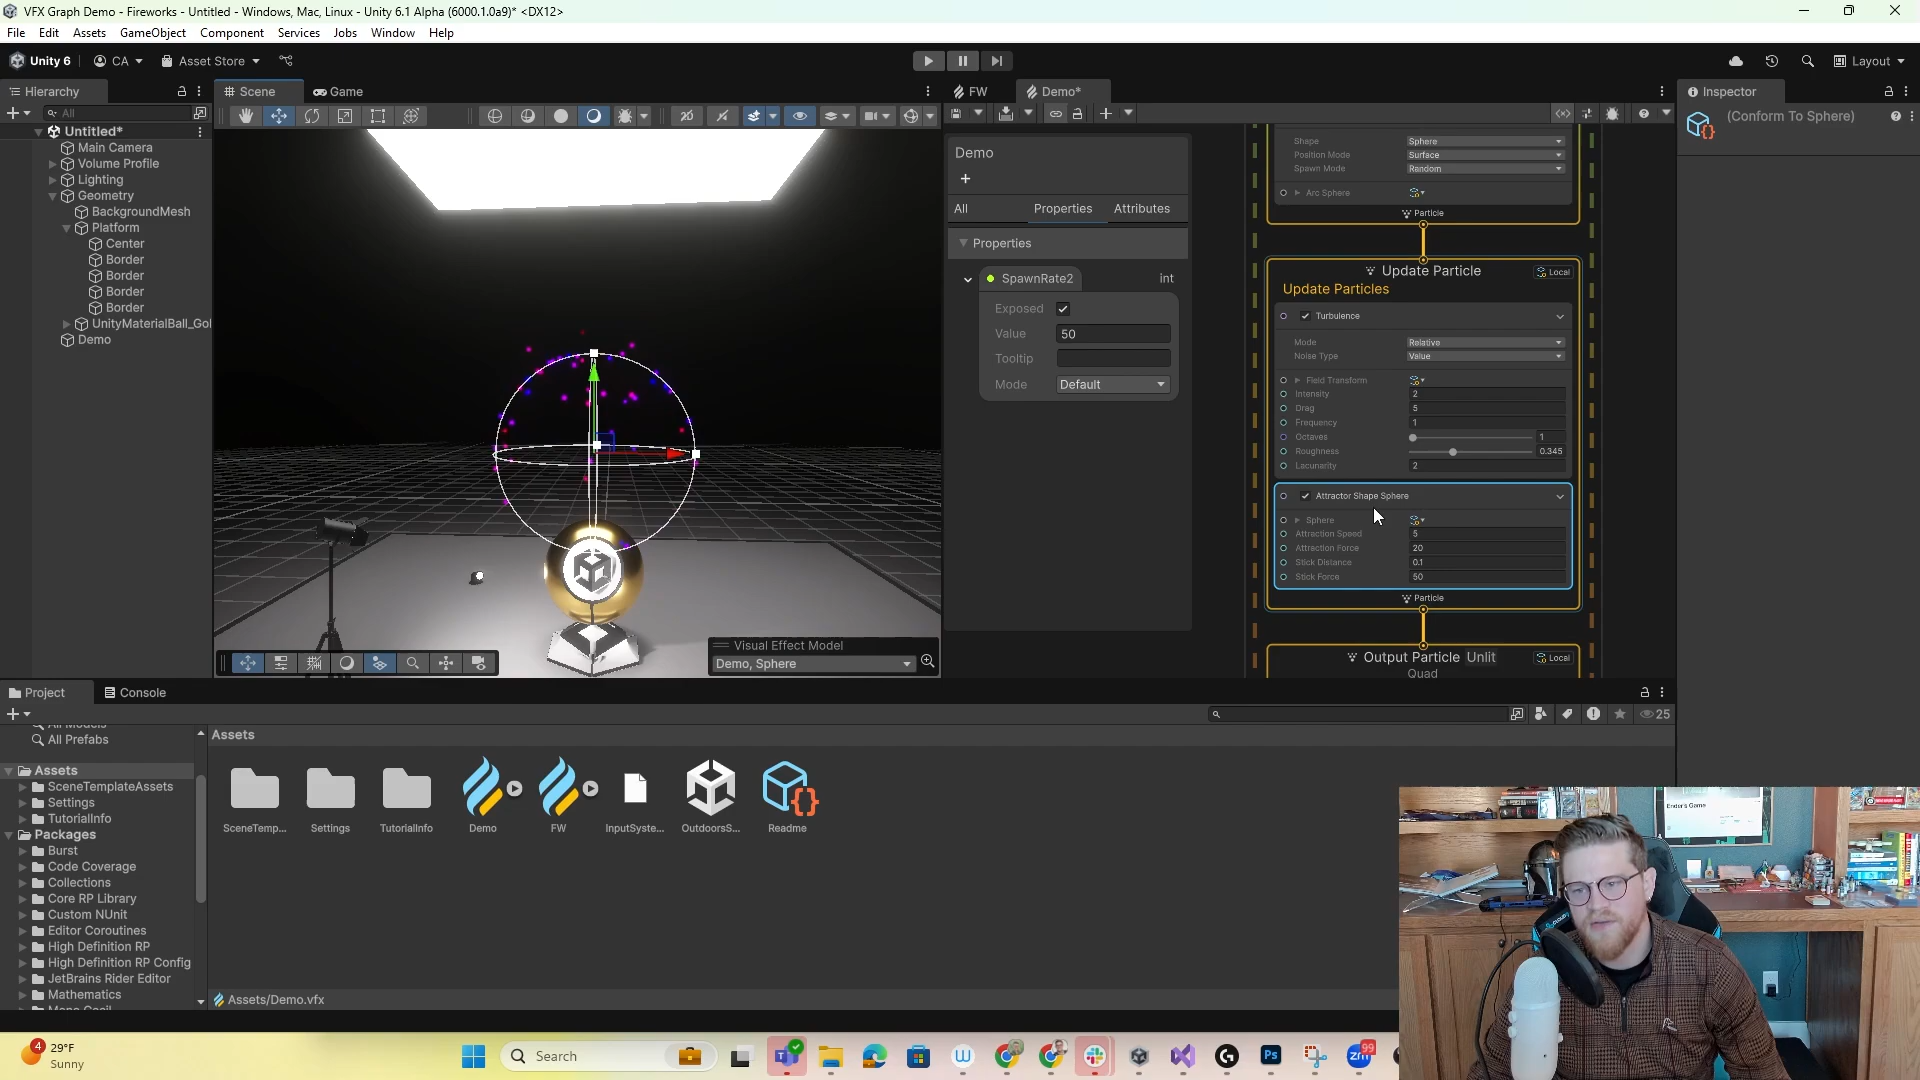 VFX Graph Demo - Fireworks - Untitled - Windows, Mac, Linux - Unity 6.1 Alpha (6000.1.0a9)* <DX12>
File Edit Assets GameObject Component Services Jobs Window Help
Unity 6 CA Asset Store Layout
Hierarchy
All
Untitled*
Main Camera
Volume Profile
Lighting
Geometry
BackgroundMesh
Platform
Center
Border
Border
Border
Border
UnityMaterialBall_Gol
Demo
Scene Game
2D
Visual Effect Model
Demo, Sphere
FW Demo*
Demo
All Properties Attributes
Properties
SpawnRate2 int
Exposed
Value 50
Tooltip
Mode Default
Shape Sphere
Position Mode Surface
Spawn Mode Random
Arc Sphere
Particle
Update Particle Local
Update Particles
Turbulence
Mode Relative
Noise Type Value
Field Transform
Intensity 2
Drag 5
Frequency 1
Octaves 1
Roughness 0.345
Lacunarity 2
Attractor Shape Sphere
Sphere
Attraction Speed 5
Attraction Force 20
Stick Distance 0.1
Stick Force 50
Particle
Output Particle Unlit Local
Quad
Inspector
(Conform To Sphere)
Project Console
25
All Models
All Prefabs
Assets
SceneTemplateAssets
Settings
TutorialInfo
Packages
Burst
Code Coverage
Collections
Core RP Library
Custom NUnit
Editor Coroutines
High Definition RP
High Definition RP Config
JetBrains Rider Editor
Mathematics
Assets
SceneTemp... Settings TutorialInfo Demo FW InputSyste... OutdoorsS... Readme
Assets/Demo.vfx
Ender's Game
4
29°F
Sunny
Search
Ps
99